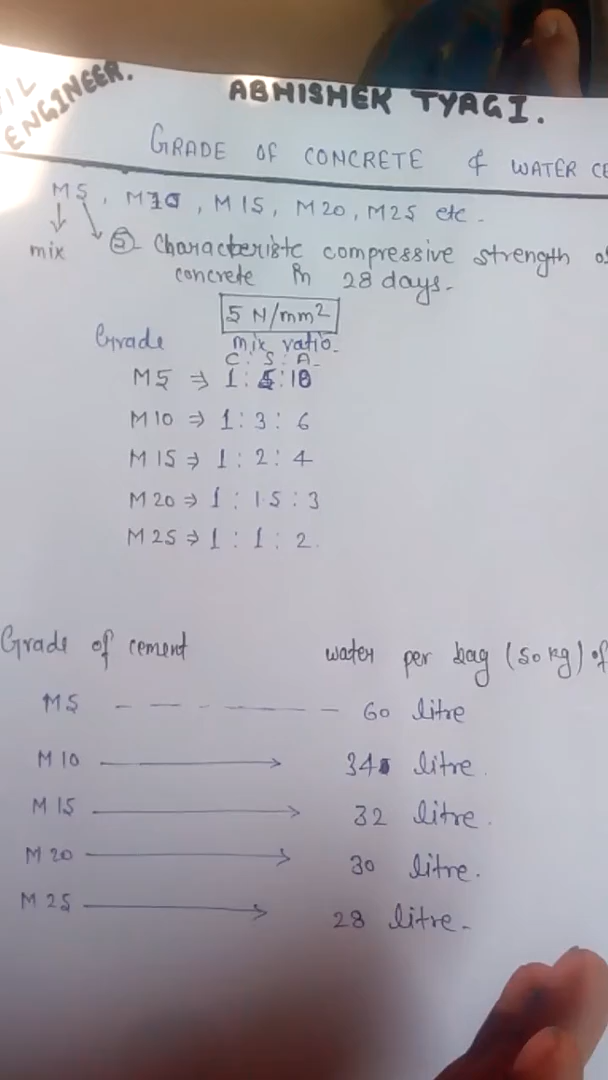 IL
ENGINEER.
ABHISHEK TYAGI.
GRADE OF CONCRETE & WATER CE
M5, M10, M15, M20, M25 etc.
mix
5 - Characteristc compressive strength of
concrete in 28 days.
5 N/mm²
Grade mix ratio.
C : S : A.
M5 ⇒ 1 : 5 : 10
M10 ⇒ 1 : 3 : 6
M15 ⇒ 1 : 2 : 4
M20 ⇒ 1 : 1.5 : 3
M25 ⇒ 1 : 1 : 2.
Grade of cement water per bag (50 kg) of
M5 - - - - - 60 litre
M10 → 34 litre.
M15 → 32 litre.
M20 → 30 litre.
M25 → 28 litre.